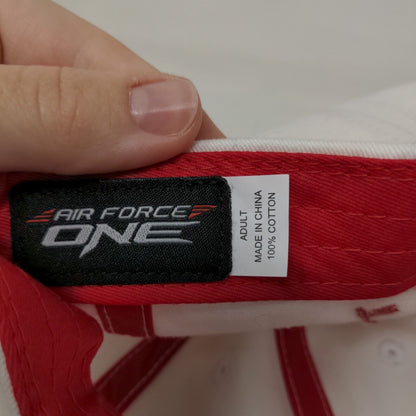 AIR FORCE
ONE
ADULT
MADE IN CHINA
100% COTTON